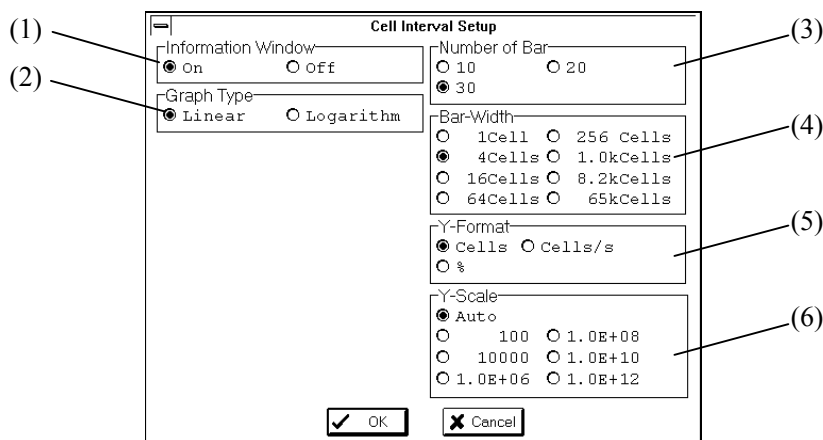 Cell Interval Setup
(1)
(2)
Information Window
On Off
Graph Type
Linear Logarithm
(3)
Number of Bar
10 20
30
(4)
Bar-Width
1Cell 256 Cells
4Cells 1.0kCells
16Cells 8.2kCells
64Cells 65kCells
(5)
Y-Format
Cells Cells/s
%
(6)
Y-Scale
Auto
100 1.0E+08
10000 1.0E+10
1.0E+06 1.0E+12
OK Cancel